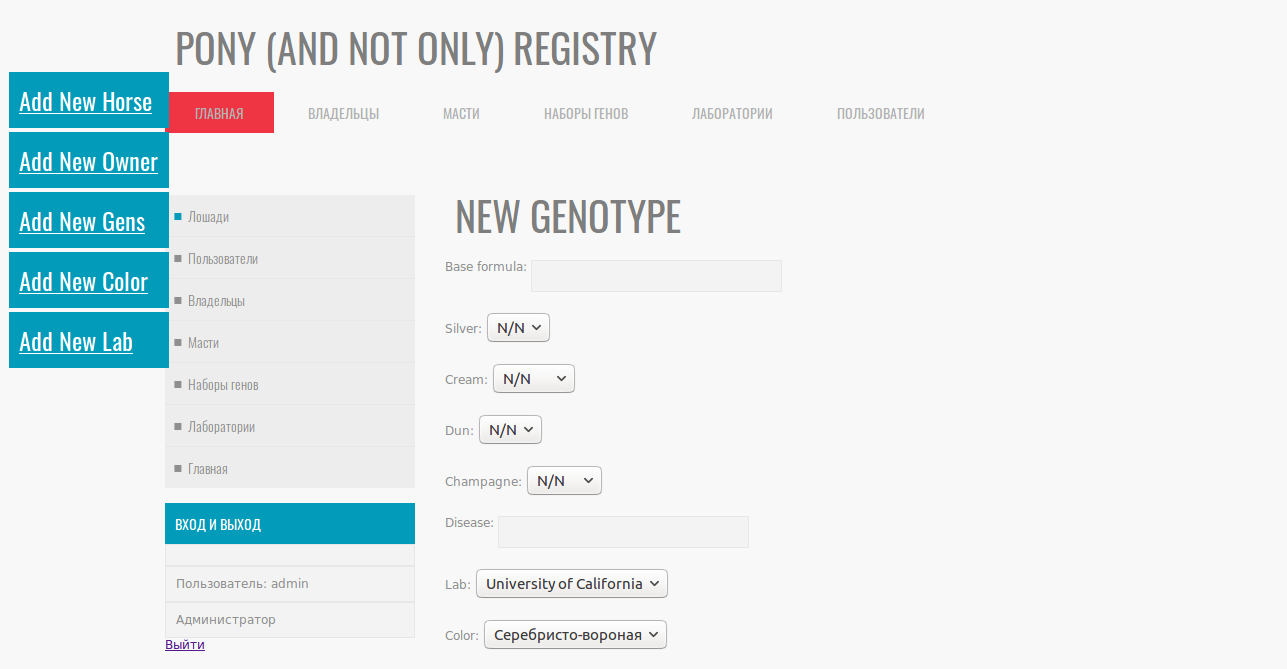 PONY (AND NOT ONLY) REGISTRY
Add New Horse
Add New Owner
Add New Gens
Add New Color
Add New Lab
ГЛАВНАЯ ВЛАДЕЛЬЦЫ МАСТИ НАБОРЫ ГЕНОВ ЛАБОРАТОРИИ ПОЛЬЗОВАТЕЛИ
Лошади
Пользователи
Владельцы
Масти
Наборы генов
Лаборатории
Главная
ВХОД И ВЫХОД
Пользователь: admin
Администратор
Выйти
NEW GENOTYPE
Base formula:
Silver: N/N
Cream: N/N
Dun: N/N
Champagne: N/N
Disease:
Lab: University of California
Color: Серебристо-вороная